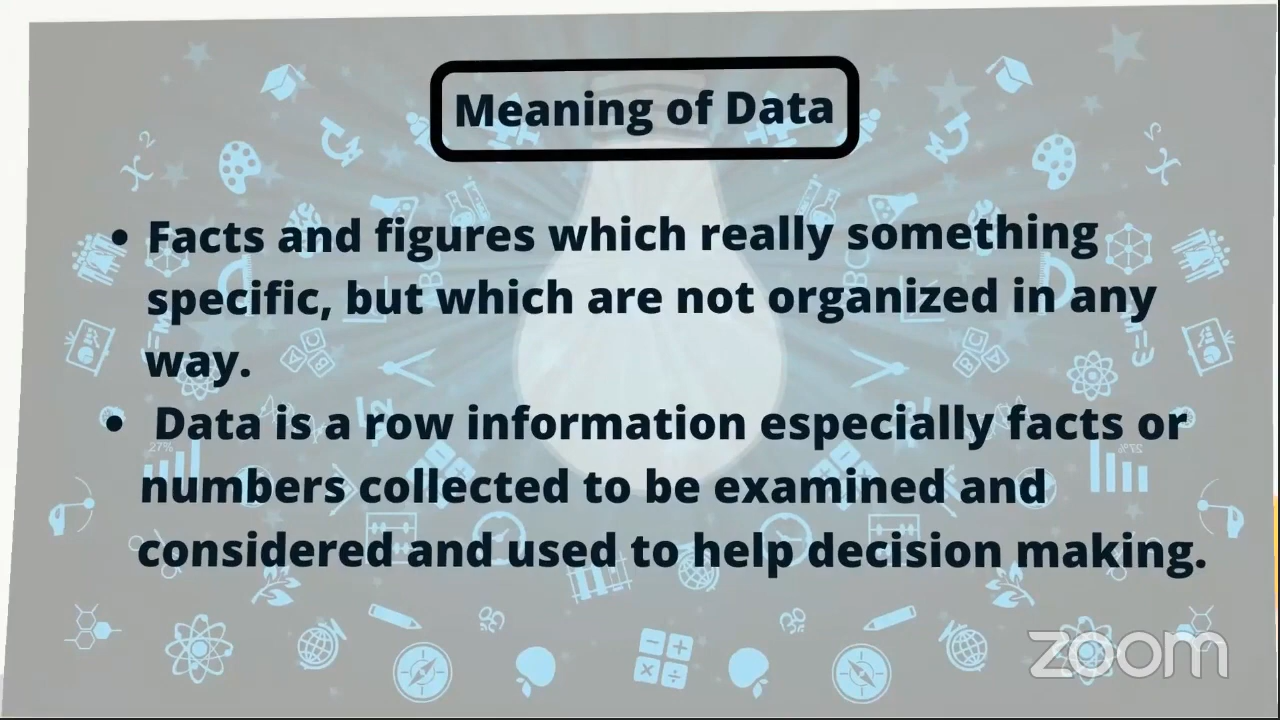 Meaning of Data
• Facts and figures which really something
specific, but which are not organized in any
way.
• Data is a row information especially facts or
numbers collected to be examined and
considered and used to help decision making.
27%
zoom